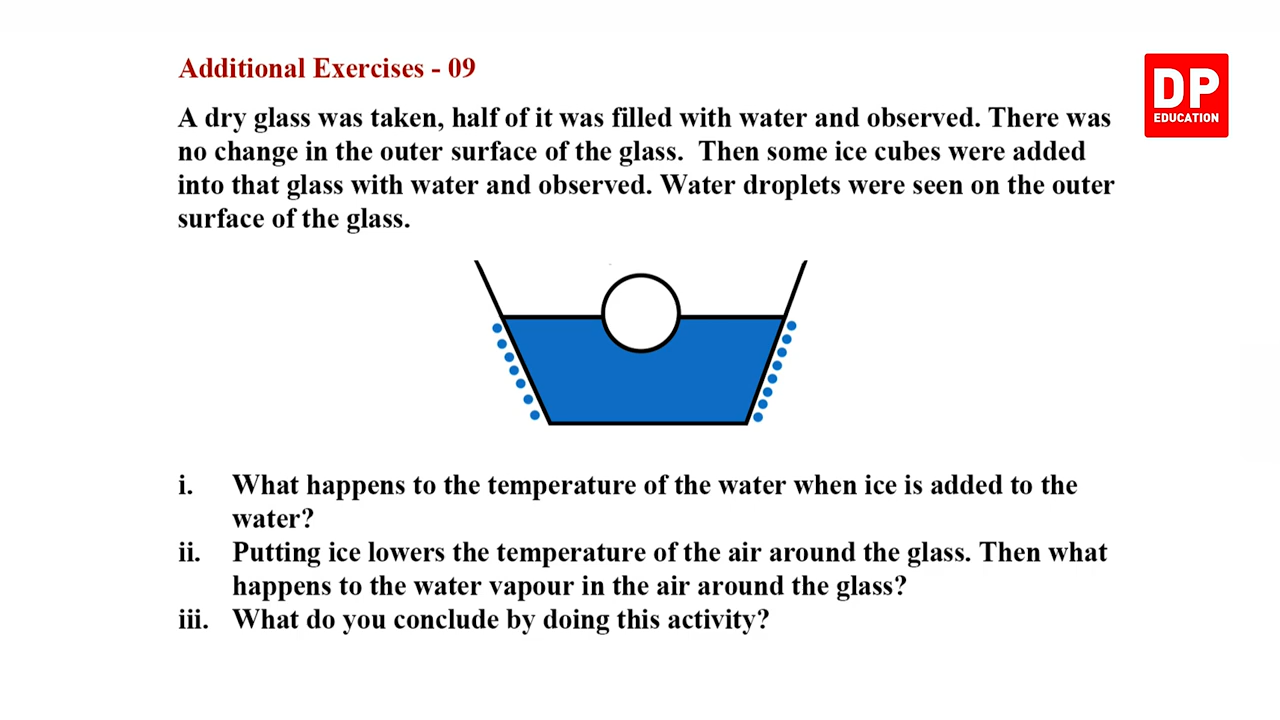 Additional Exercises - 09
DP
EDUCATION
A dry glass was taken, half of it was filled with water and observed. There was
no change in the outer surface of the glass. Then some ice cubes were added
into that glass with water and observed. Water droplets were seen on the outer
surface of the glass.
i. What happens to the temperature of the water when ice is added to the
water?
ii. Putting ice lowers the temperature of the air around the glass. Then what
happens to the water vapour in the air around the glass?
iii. What do you conclude by doing this activity?